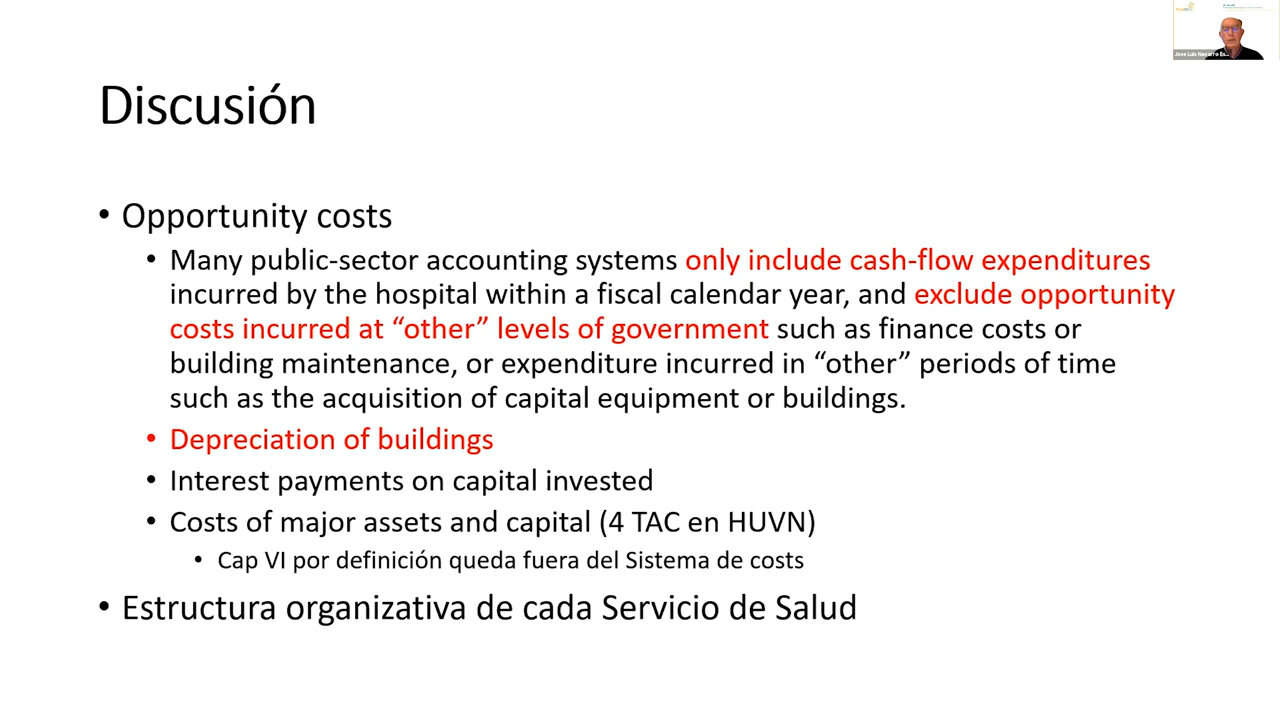 Jose Luis Navarro Es...
Discusión
• Opportunity costs
• Many public-sector accounting systems only include cash-flow expenditures
incurred by the hospital within a fiscal calendar year, and exclude opportunity
costs incurred at “other” levels of government such as finance costs or
building maintenance, or expenditure incurred in “other” periods of time
such as the acquisition of capital equipment or buildings.
• Depreciation of buildings
• Interest payments on capital invested
• Costs of major assets and capital (4 TAC en HUVN)
• Cap VI por definición queda fuera del Sistema de costs
• Estructura organizativa de cada Servicio de Salud